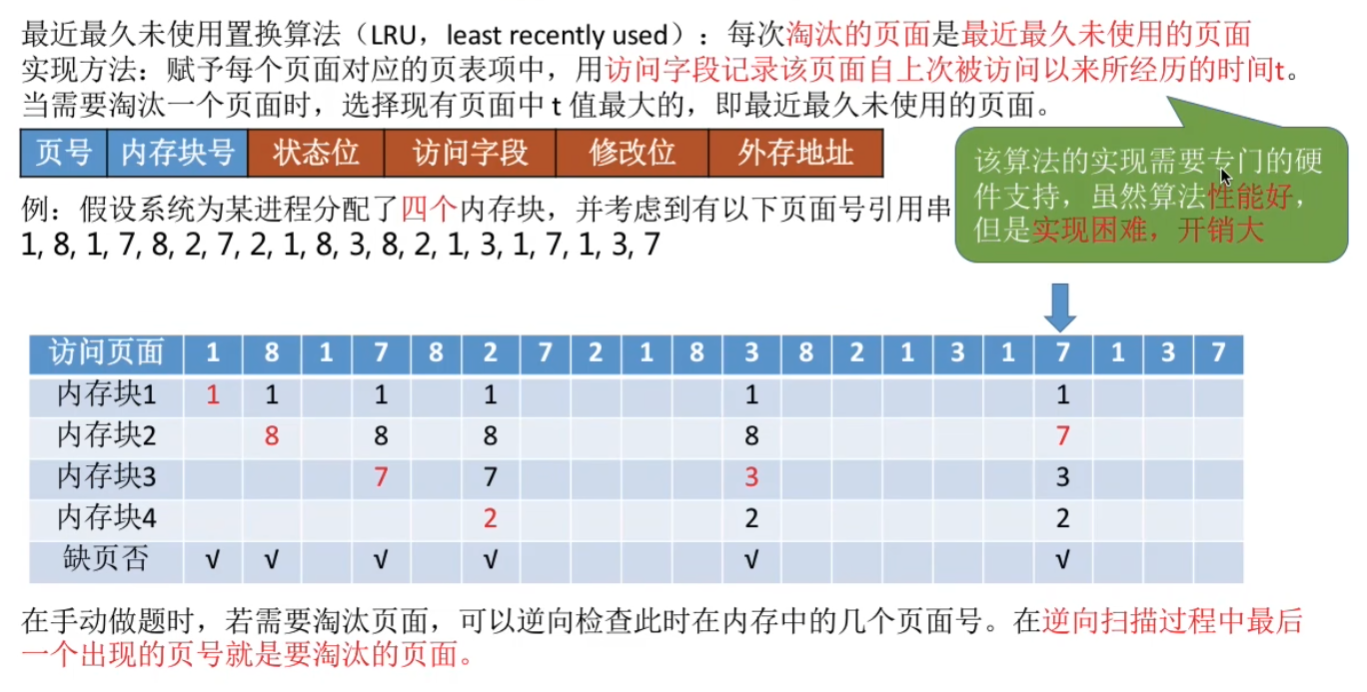 最近最久未使用置换算法（LRU，least recently used）：每次淘汰的页面是最近最久未使用的页面
实现方法：赋予每个页面对应的页表项中，用访问字段记录该页面自上次被访问以来所经历的时间t。
当需要淘汰一个页面时，选择现有页面中 t 值最大的，即最近最久未使用的页面。
页号 内存块号 状态位 访问字段 修改位 外存地址
该算法的实现需要专门的硬
件支持，虽然算法性能好，
但是实现困难，开销大
例：假设系统为某进程分配了四个内存块，并考虑到有以下页面号引用串
1, 8, 1, 7, 8, 2, 7, 2, 1, 8, 3, 8, 2, 1, 3, 1, 7, 1, 3, 7
访问页面 1 8 1 7 8 2 7 2 1 8 3 8 2 1 3 1 7 1 3 7
内存块1 1 1 1 1 1 1
内存块2 8 8 8 8 7
内存块3 7 7 3 3
内存块4 2 2 2
缺页否 √ √ √ √ √ √
在手动做题时，若需要淘汰页面，可以逆向检查此时在内存中的几个页面号。在逆向扫描过程中最后
一个出现的页号就是要淘汰的页面。